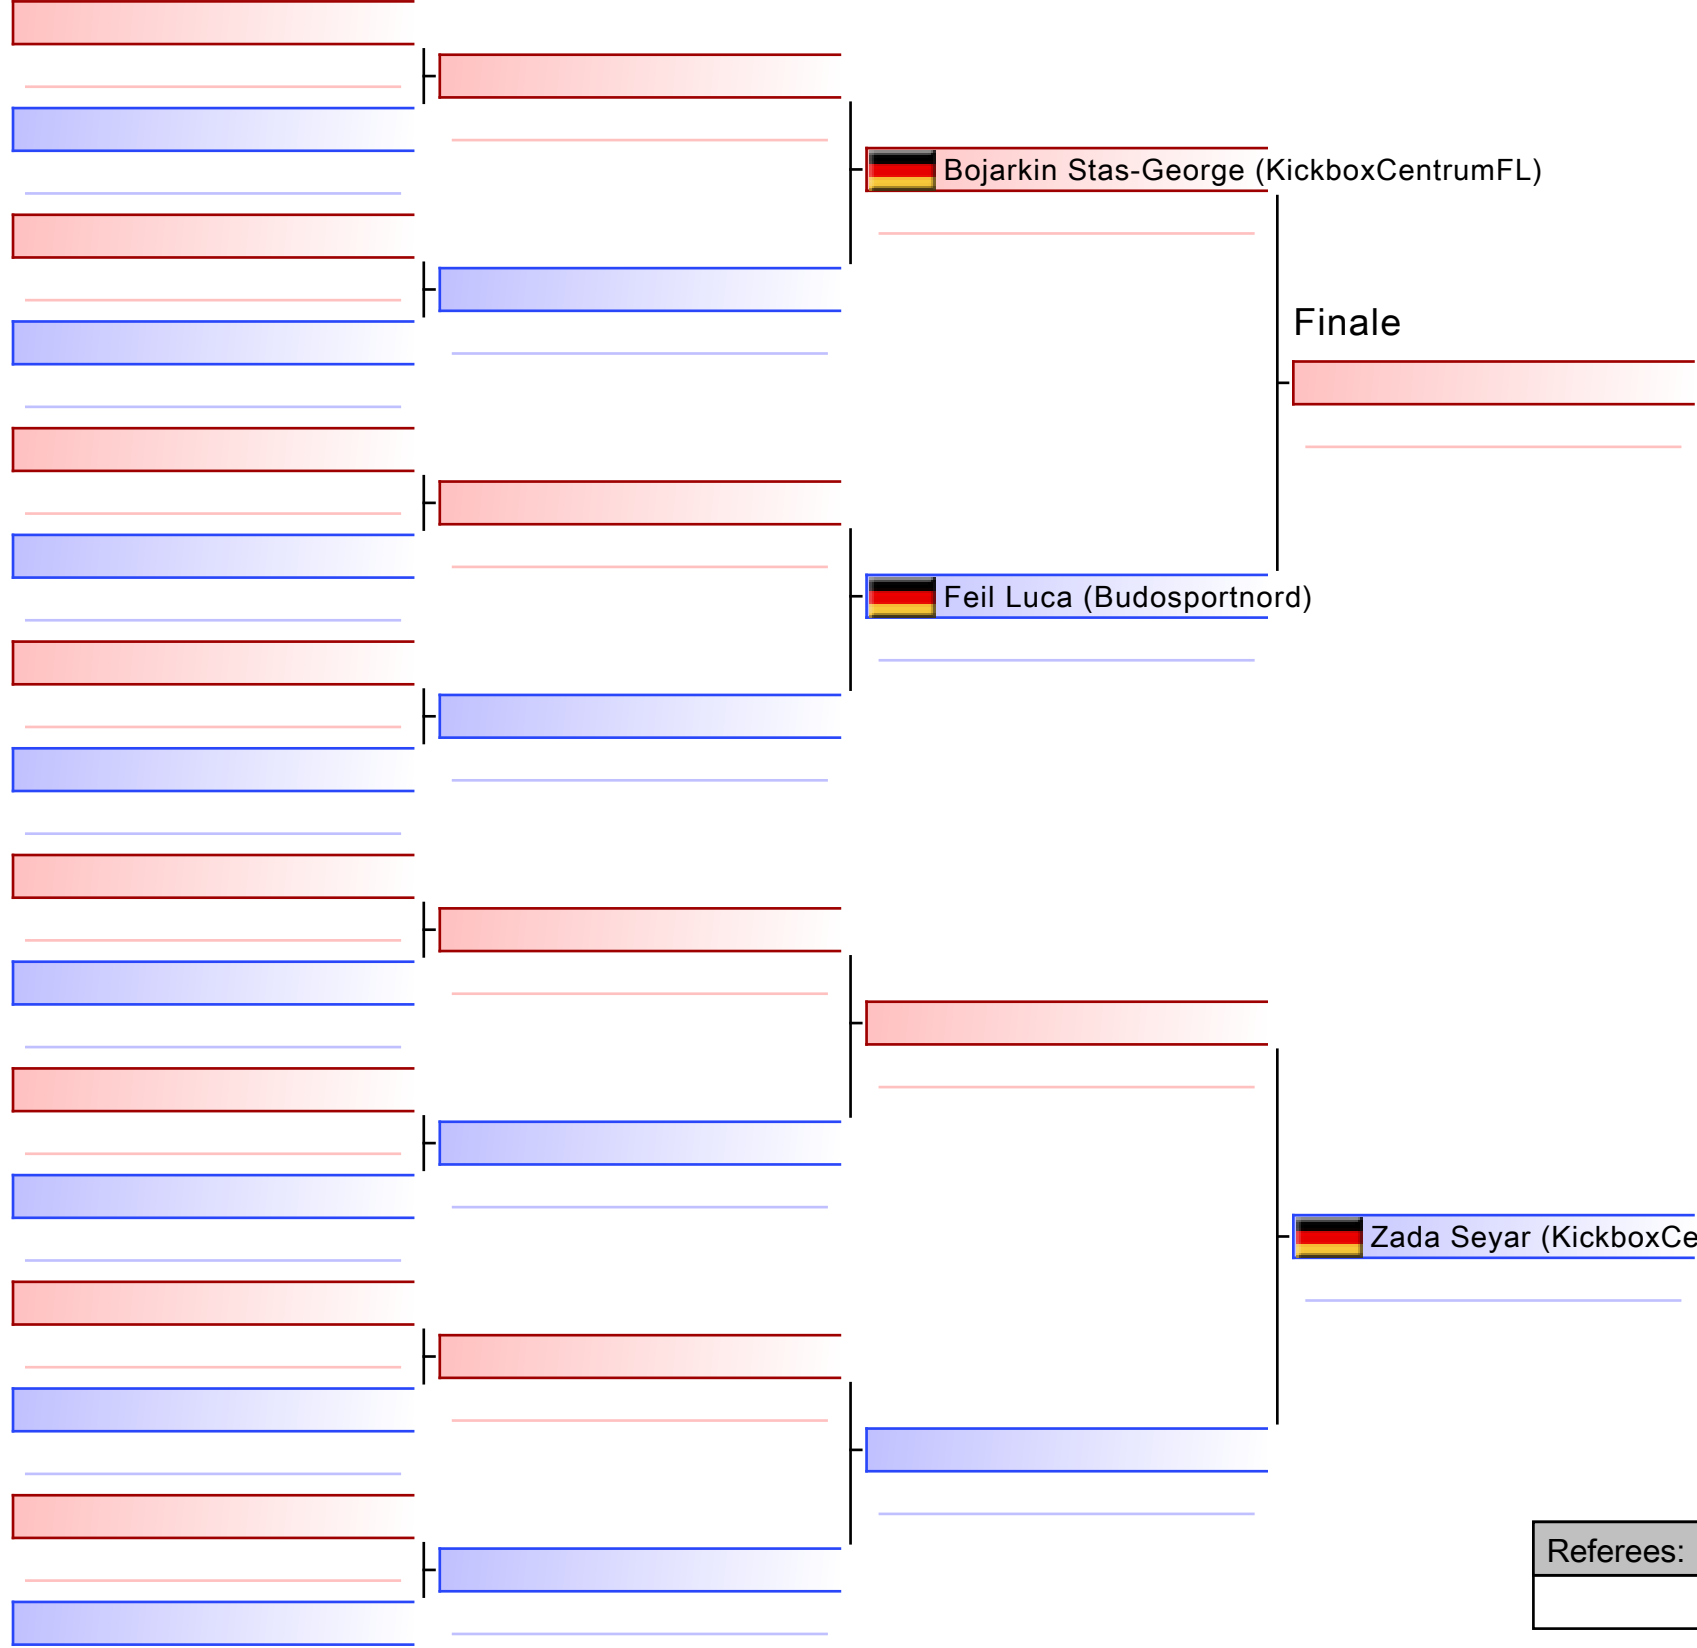 Bojarkin Stas-George (KickboxCentrumFL)
Finale
Feil Luca (Budosportnord)
Zada Seyar (KickboxCe
Referees: